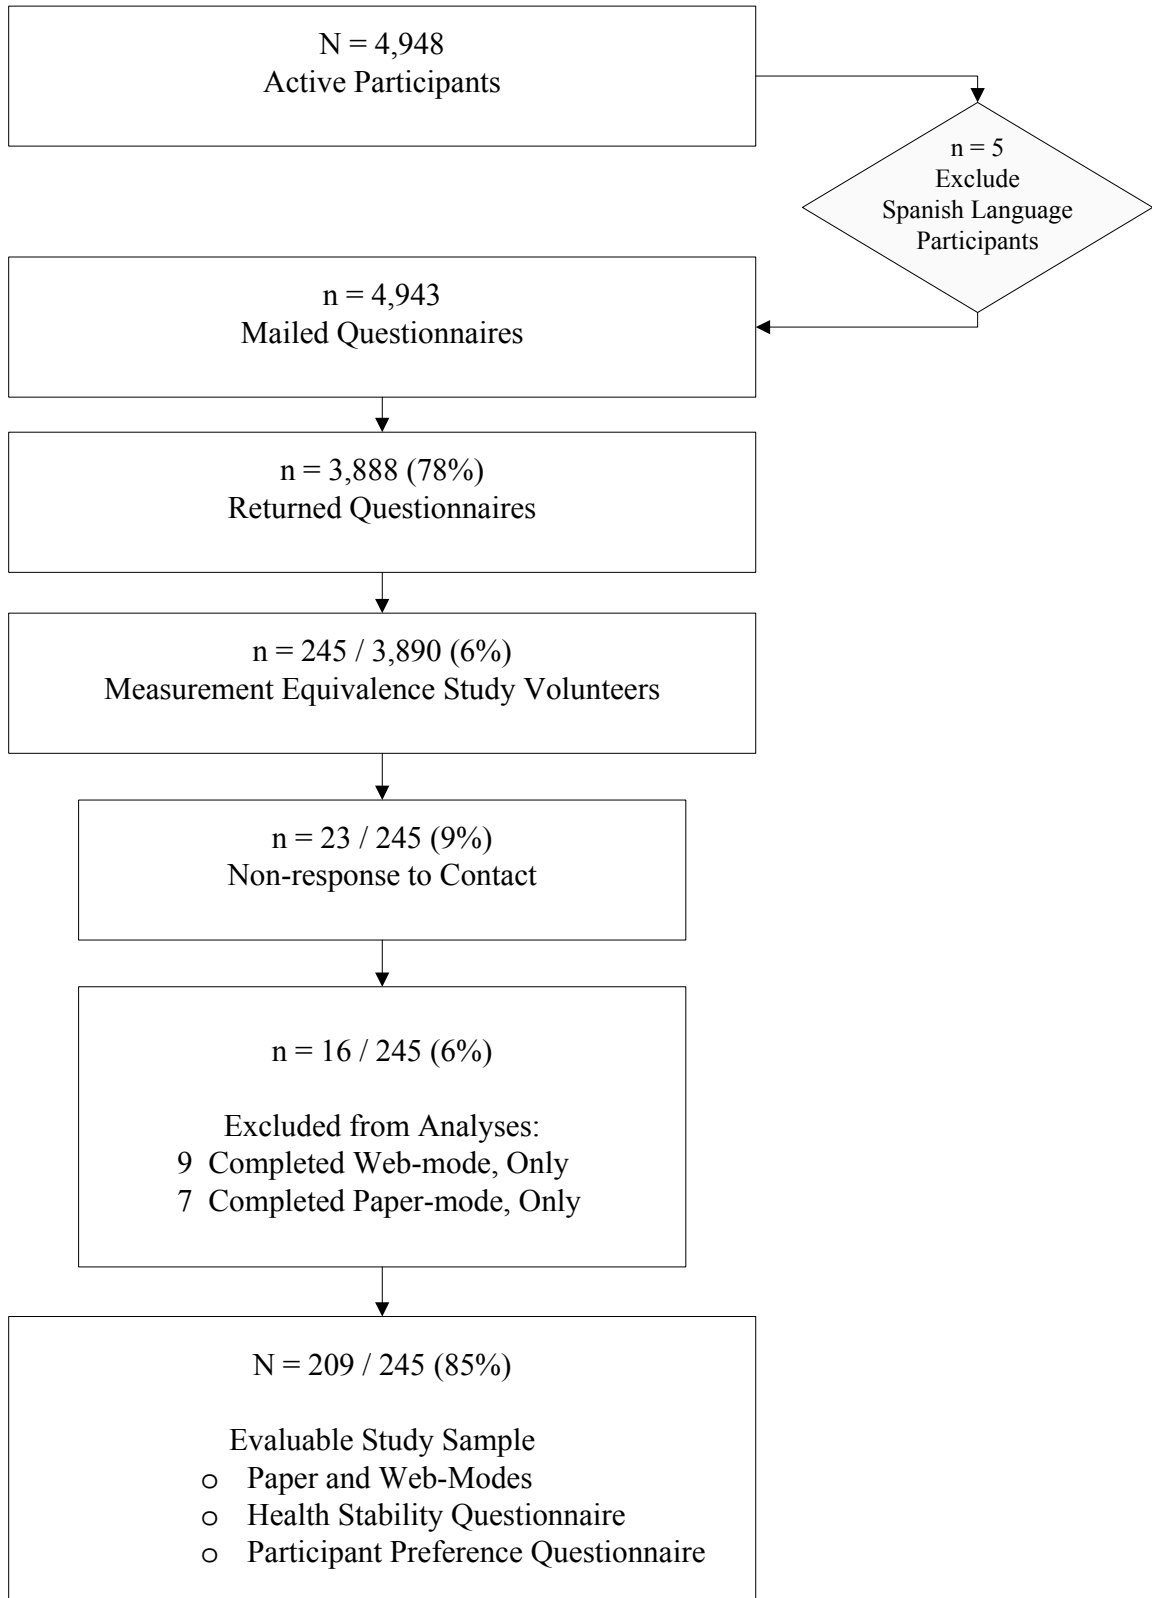 N = 4,948
Active Participants
n = 5
Exclude
Spanish Language
Participants
n = 4,943
Mailed Questionnaires
n = 3,888 (78%)
Returned Questionnaires
n = 245 / 3,890 (6%)
Measurement Equivalence Study Volunteers
n = 23 / 245 (9%)
Non-response to Contact
n = 16 / 245 (6%)
Excluded from Analyses:
9 Completed Web-mode, Only
7 Completed Paper-mode, Only
N = 209 / 245 (85%)
Evaluable Study Sample
o Paper and Web-Modes
o Health Stability Questionnaire
o Participant Preference Questionnaire